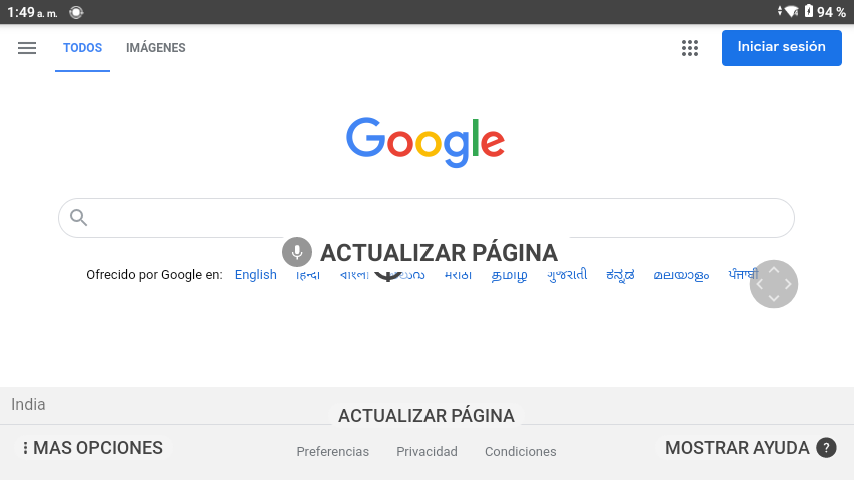 1:49 a. m. 94 %
TODOS IMÁGENES Iniciar sesión
Google
ACTUALIZAR PÁGINA
Ofrecido por Google en: English हिन्दी বাংলা తెలుగు मराठी தமிழ் ગુજરાતી ಕನ್ನಡ മലയാളം ਪੰਜਾਬੀ
India
ACTUALIZAR PÁGINA
MAS OPCIONES Preferencias Privacidad Condiciones MOSTRAR AYUDA ?